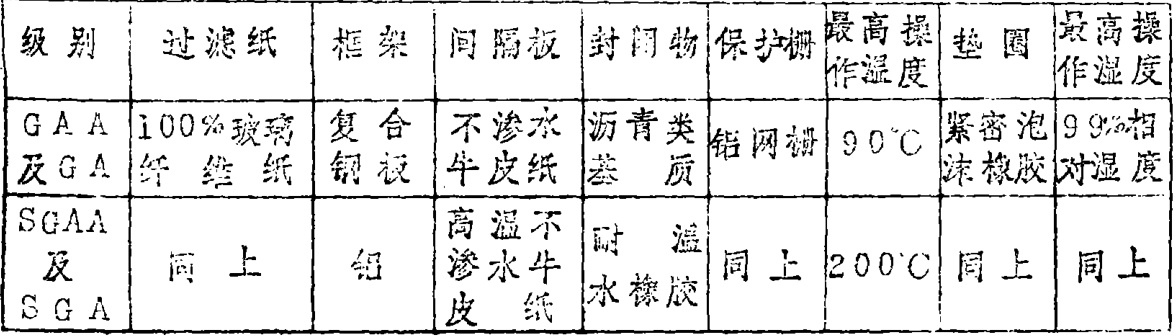 级别 过滤纸 框架 间隔板 封闭物 保护栅 最高操作温度 垫圈 最高操作湿度
GAA及GA 100%玻璃纤维纸 复合钢板 不渗水牛皮纸 沥青类基质 铝网栅 90°C 紧密泡沫橡胶 99%相对湿度
SGAA及SGA 同上 铝 高温不渗水牛皮纸 耐温水橡胶 同上 200°C 同上 同上